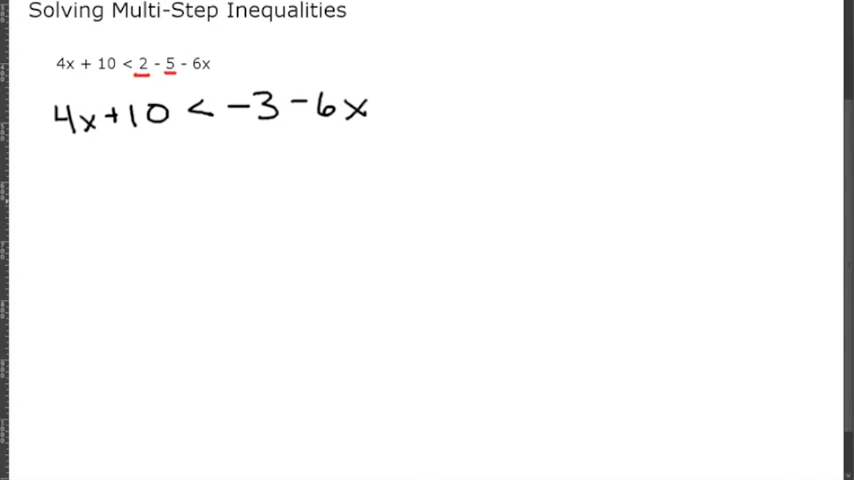 Solving Multi-Step Inequalities
4x + 10 < 2 - 5 - 6x
4x+10 < -3 - 6x